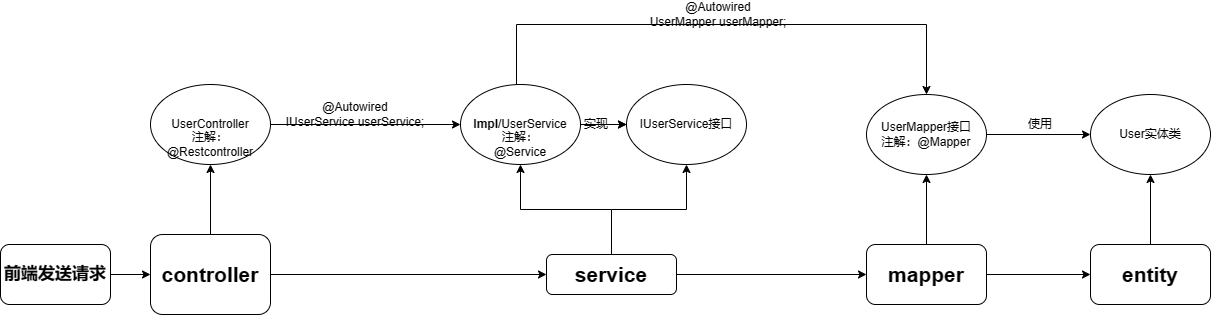 @Autowired
UserMapper userMapper;
@Autowired
IUserService userService;
UserController
注解：
@Restcontroller
Impl/UserService
注解：
@Service
实现
IUserService接口
UserMapper接口
注解：@Mapper
使用
User实体类
前端发送请求
controller
service
mapper
entity